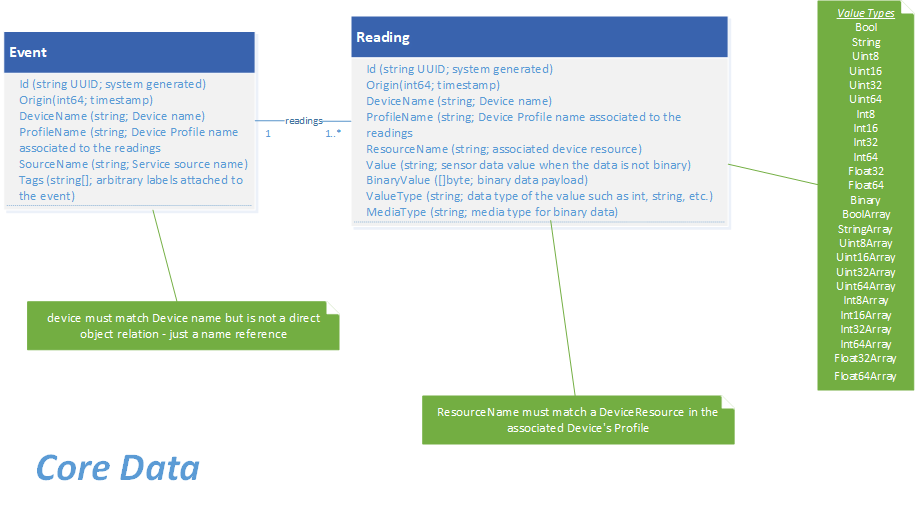 Event
Id (string UUID; system generated)
Origin(int64; timestamp)
DeviceName (string; Device name)
ProfileName (string; Device Profile name
associated to the readings
SourceName (string; Service source name)
Tags (string[]; arbitrary labels attached to
the event)
readings
1
1..*
Reading
Id (string UUID; system generated)
Origin(int64; timestamp)
DeviceName (string; Device name)
ProfileName (string; Device Profile name associated to the
readings
ResourceName (string; associated device resource)
Value (string; sensor data value when the data is not binary)
BinaryValue ([]byte; binary data payload)
ValueType (string; data type of the value such as int, string, etc.)
MediaType (string; media type for binary data)
Value Types
Bool
String
Uint8
Uint16
Uint32
Uint64
Int8
Int16
Int32
Int64
Float32
Float64
Binary
BoolArray
StringArray
Uint8Array
Uint16Array
Uint32Array
Uint64Array
Int8Array
Int16Array
Int32Array
Int64Array
Float32Array
Float64Array
device must match Device name but is not a direct
object relation - just a name reference
ResourceName must match a DeviceResource in the
associated Device's Profile
Core Data